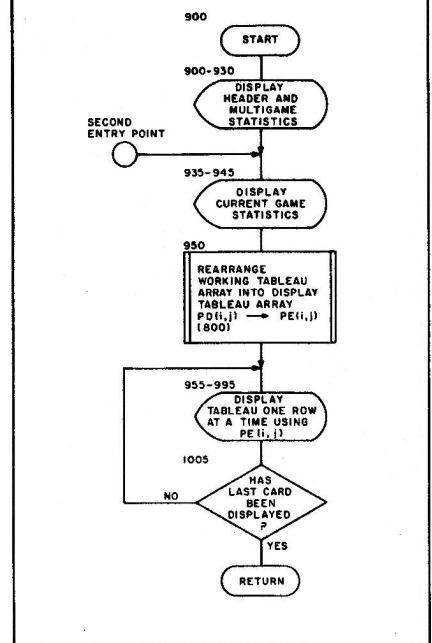 900
START
900-930
DISPLAY
HEADER AND
MULTIGAME
STATISTICS
SECOND
ENTRY POINT
935-945
DISPLAY
CURRENT GAME
STATISTICS
950
REARRANGE
WORKING TABLEAU
ARRAY INTO DISPLAY
TABLEAU ARRAY
PD(i,j) → PE(i,j)
(800)
955-995
DISPLAY
TABLEAU ONE ROW
AT A TIME USING
PE(i,j)
1005
HAS
LAST CARD
BEEN
DISPLAYED
?
NO
YES
RETURN